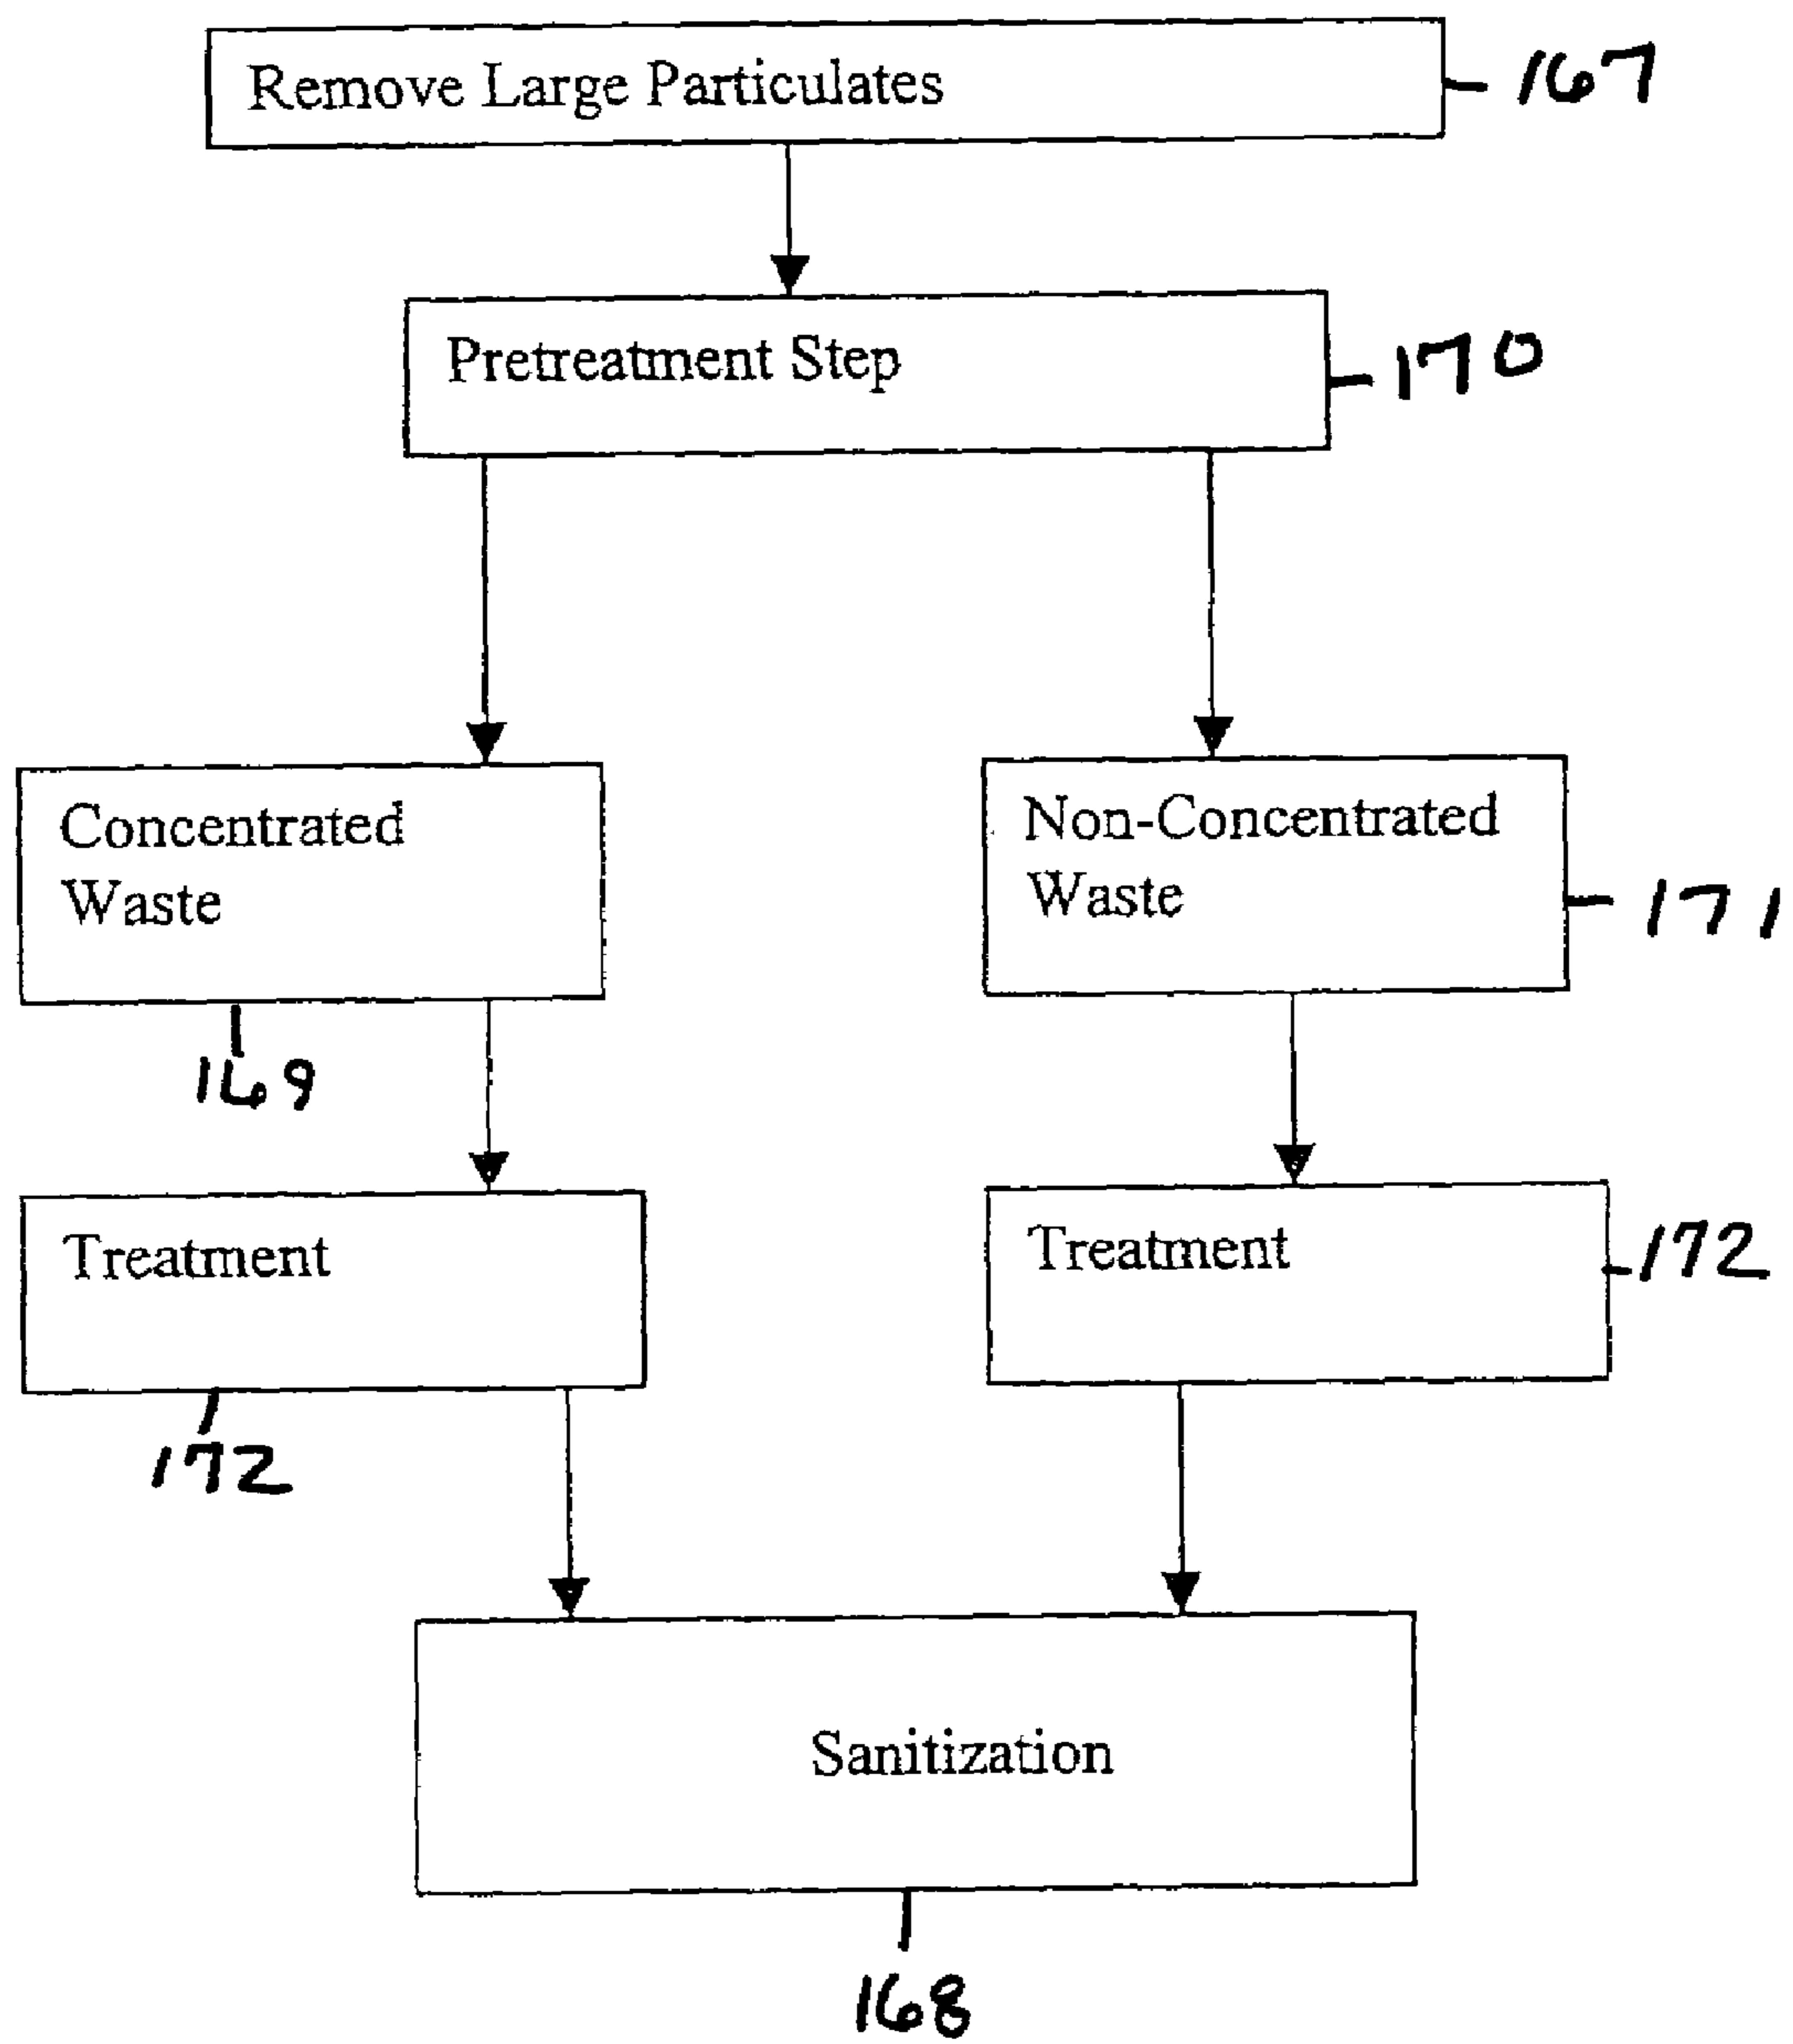 Remove Large Particulates
167
Pretreatment Step
170
Concentrated
Waste
169
Non-Concentrated
Waste
171
Treatment
172
Treatment
172
Sanitization
168